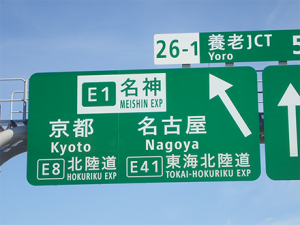 26-1 養老JCT
Yoro
5
E1 名神
MEISHIN EXP
京都 名古屋
Kyoto Nagoya
E8 北陸道 E41 東海北陸道
HOKURIKU EXP TOKAI-HOKURIKU EXP